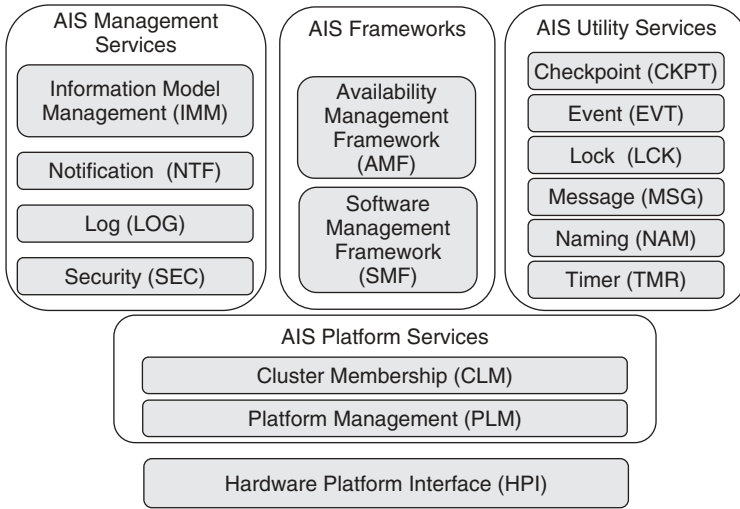 AIS Management
Services
Information Model
Management (IMM)
Notification (NTF)
Log (LOG)
Security (SEC)
AIS Frameworks
Availability
Management
Framework
(AMF)
Software
Management
Framework
(SMF)
AIS Utility Services
Checkpoint (CKPT)
Event (EVT)
Lock (LCK)
Message (MSG)
Naming (NAM)
Timer (TMR)
AIS Platform Services
Cluster Membership (CLM)
Platform Management (PLM)
Hardware Platform Interface (HPI)